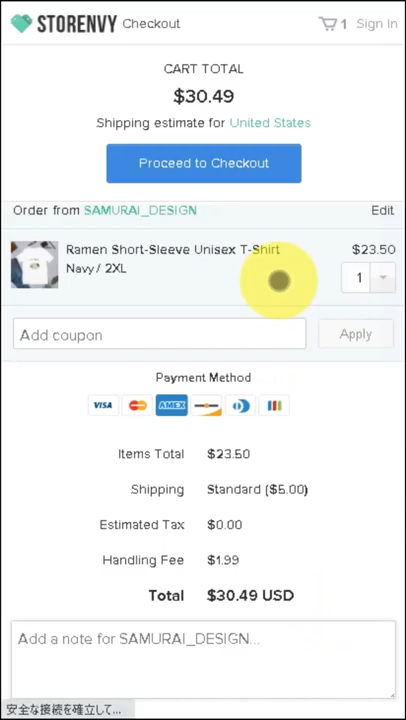 STORENVY Checkout 1 Sign In
CART TOTAL
$30.49
Shipping estimate for United States
Proceed to Checkout
Order from SAMURAI_DESIGN Edit
Ramen Short-Sleeve Unisex T-Shirt $23.50
Navy / 2XL 1
Add coupon Apply
Payment Method
VISA AMEX
Items Total $23.50
Shipping Standard ($5.00)
Estimated Tax $0.00
Handling Fee $1.99
Total $30.49 USD
Add a note for SAMURAI_DESIGN...
安全な接続を確立して...